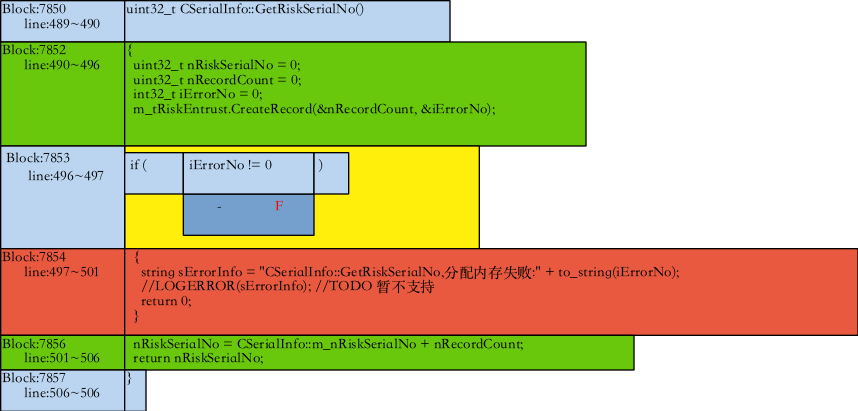 Block:7850 uint32_t CSerialInfo::GetRiskSerialNo()
line:489~490
Block:7852 {
line:490~496 uint32_t nRiskSerialNo = 0;
uint32_t nRecordCount = 0;
int32_t iErrorNo = 0;
m_tRiskEntrust.CreateRecord(&nRecordCount, &iErrorNo);
Block:7853 if ( iErrorNo != 0 )
line:496~497
- F
Block:7854 {
line:497~501 string sErrorInfo = "CSerialInfo::GetRiskSerialNo,分配内存失败:" + to_string(iErrorNo);
//LOGERROR(sErrorInfo); //TODO 暂不支持
return 0;
}
Block:7856 nRiskSerialNo = CSerialInfo::m_nRiskSerialNo + nRecordCount;
line:501~506 return nRiskSerialNo;
Block:7857 }
line:506~506